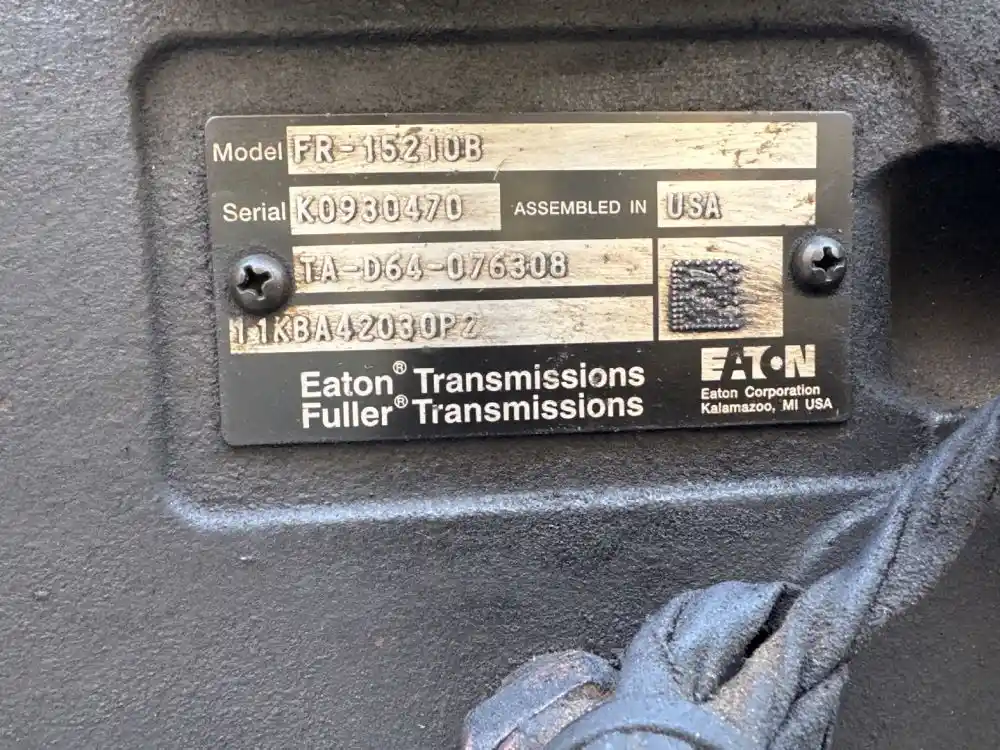 Model FR-15210B
Serial K0930470 ASSEMBLED IN USA
TA-D64-076308
11KBA42030P2
Eaton® Transmissions
Fuller® Transmissions
EATON
Eaton Corporation
Kalamazoo, MI USA